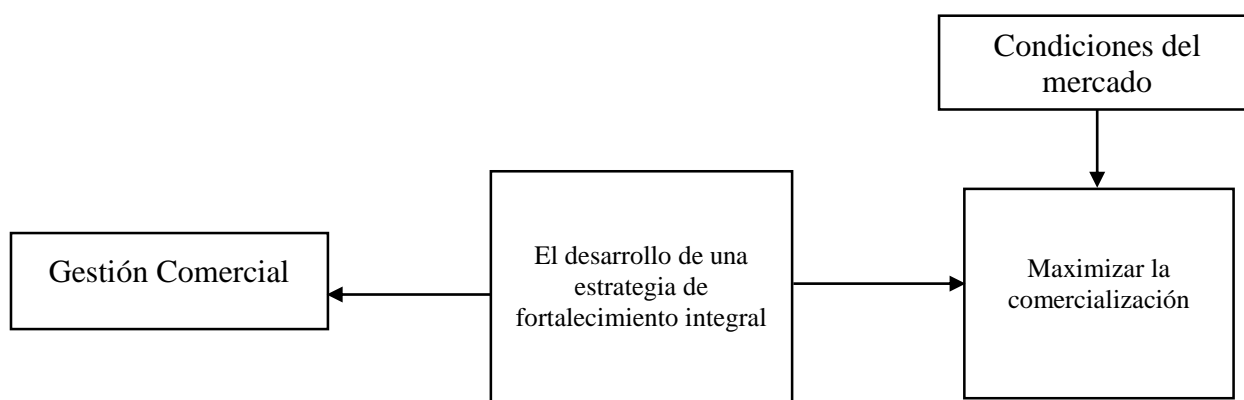 Condiciones del
mercado
Gestión Comercial
El desarrollo de una
estrategia de
fortalecimiento integral
Maximizar la
comercialización